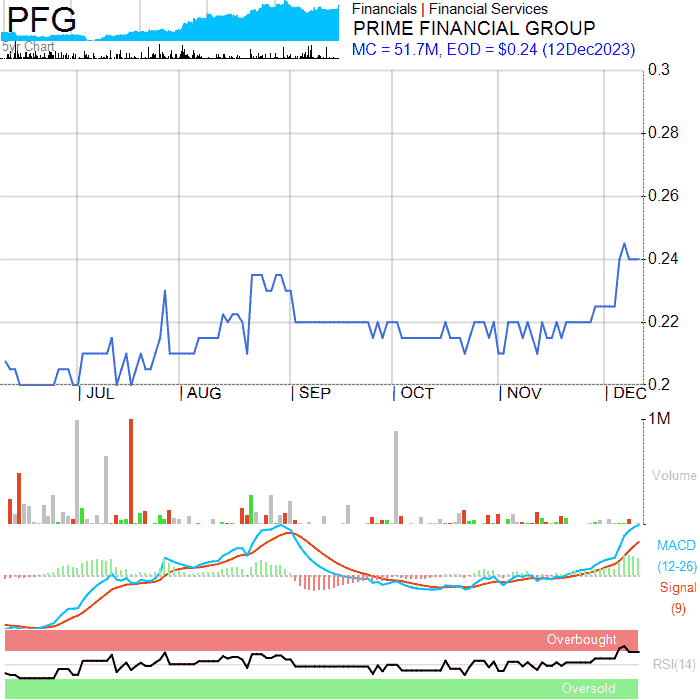 PFG
5yr Chart
Financials | Financial Services
PRIME FINANCIAL GROUP
MC = 51.7M, EOD = $0.24 (12Dec2023)
0.3
0.28
0.26
0.24
0.22
0.2
JUL AUG SEP OCT NOV DEC
1M
Volume
MACD
(12-26)
Signal
(9)
Overbought
RSI(14)
Oversold